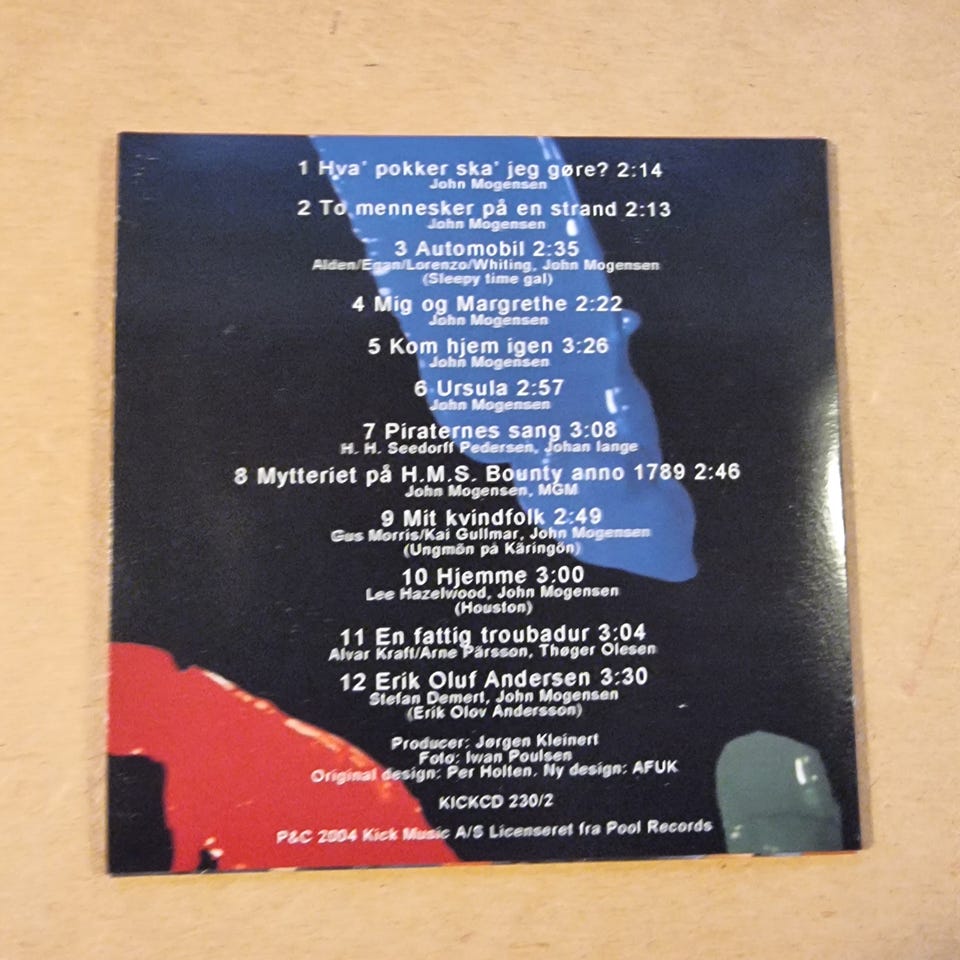 1 Hva' pokker ska' jeg gøre? 2:14
John Mogensen
2 To mennesker på en strand 2:13
John Mogensen
3 Automobil 2:35
Alden/Egan/Lorenzo/Whiting, John Mogensen
(Sleepy time gal)
4 Mig og Margrethe 2:22
John Mogensen
5 Kom hjem igen 3:26
John Mogensen
6 Ursula 2:57
John Mogensen
7 Piraternes sang 3:08
H. H. Seedorff Pedersen, Johan lange
8 Mytteriet på H.M.S. Bounty anno 1789 2:46
John Mogensen, MGM
9 Mit kvindfolk 2:49
Gus Morris/Kai Gullmar, John Mogensen
(Ungmön på Käringön)
10 Hjemme 3:00
Lee Hazelwood, John Mogensen
(Houston)
11 En fattig troubadur 3:04
Alvar Kraft/Arne Pärsson, Thøger Olesen
12 Erik Oluf Andersen 3:30
Stefan Demert, John Mogensen
(Erik Olov Andersson)
Producer: Jørgen Kleinert
Foto: Iwan Poulsen
Original design: Per Holten. Ny design: AFUK
KICKCD 230/2
P&C 2004 Kick Music A/S Licenseret fra Pool Records